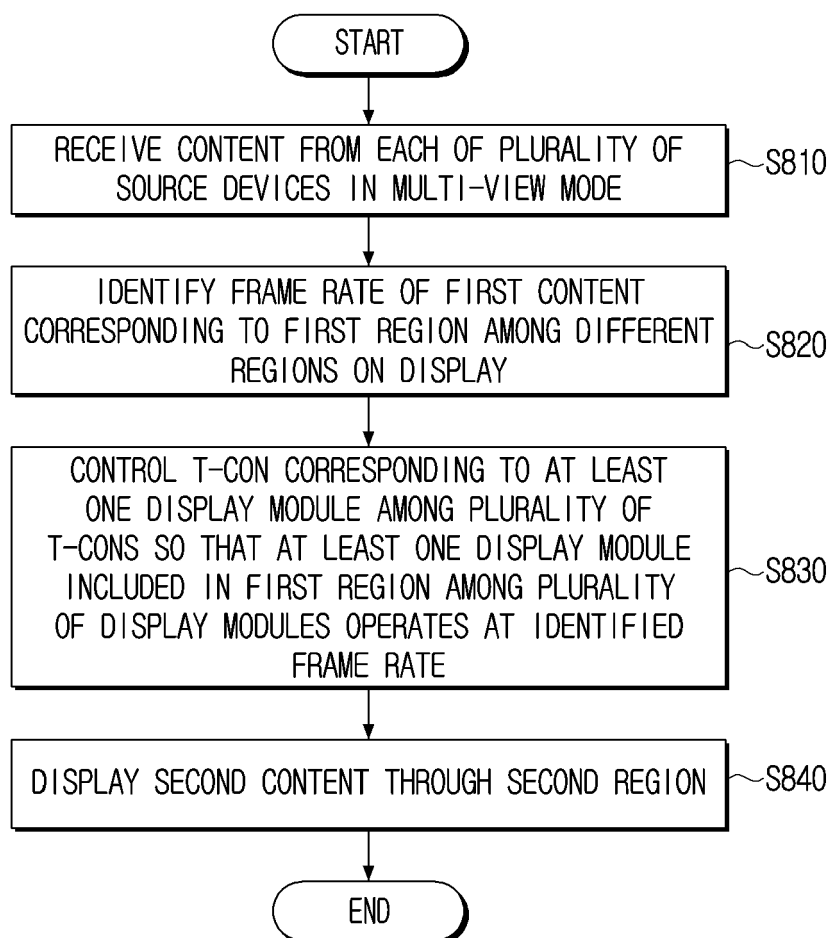 START
RECEIVE CONTENT FROM EACH OF PLURALITY OF
SOURCE DEVICES IN MULTI-VIEW MODE
S810
IDENTIFY FRAME RATE OF FIRST CONTENT
CORRESPONDING TO FIRST REGION AMONG DIFFERENT
REGIONS ON DISPLAY
S820
CONTROL T-CON CORRESPONDING TO AT LEAST
ONE DISPLAY MODULE AMONG PLURALITY OF
T-CONS SO THAT AT LEAST ONE DISPLAY MODULE
INCLUDED IN FIRST REGION AMONG PLURALITY
OF DISPLAY MODULES OPERATES AT IDENTIFIED
FRAME RATE
S830
DISPLAY SECOND CONTENT THROUGH SECOND REGION
S840
END